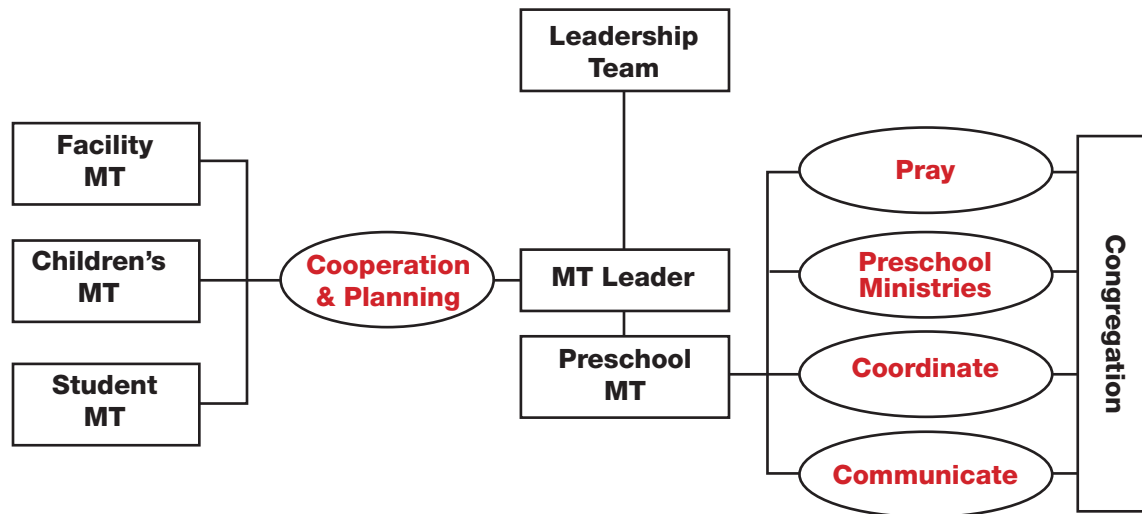 Leadership
Team
Facility
MT
Children's
MT
Student
MT
Cooperation
& Planning
MT Leader
Preschool
MT
Pray
Preschool
Ministries
Coordinate
Communicate
Congregation